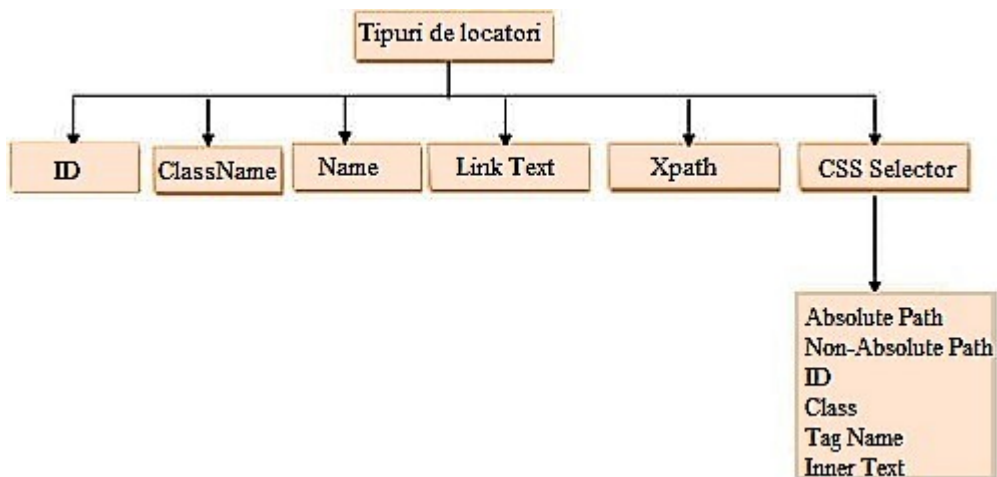 Tipuri de locatori
ID
ClassName
Name
Link Text
Xpath
CSS Selector
Absolute Path
Non-Absolute Path
ID
Class
Tag Name
Inner Text